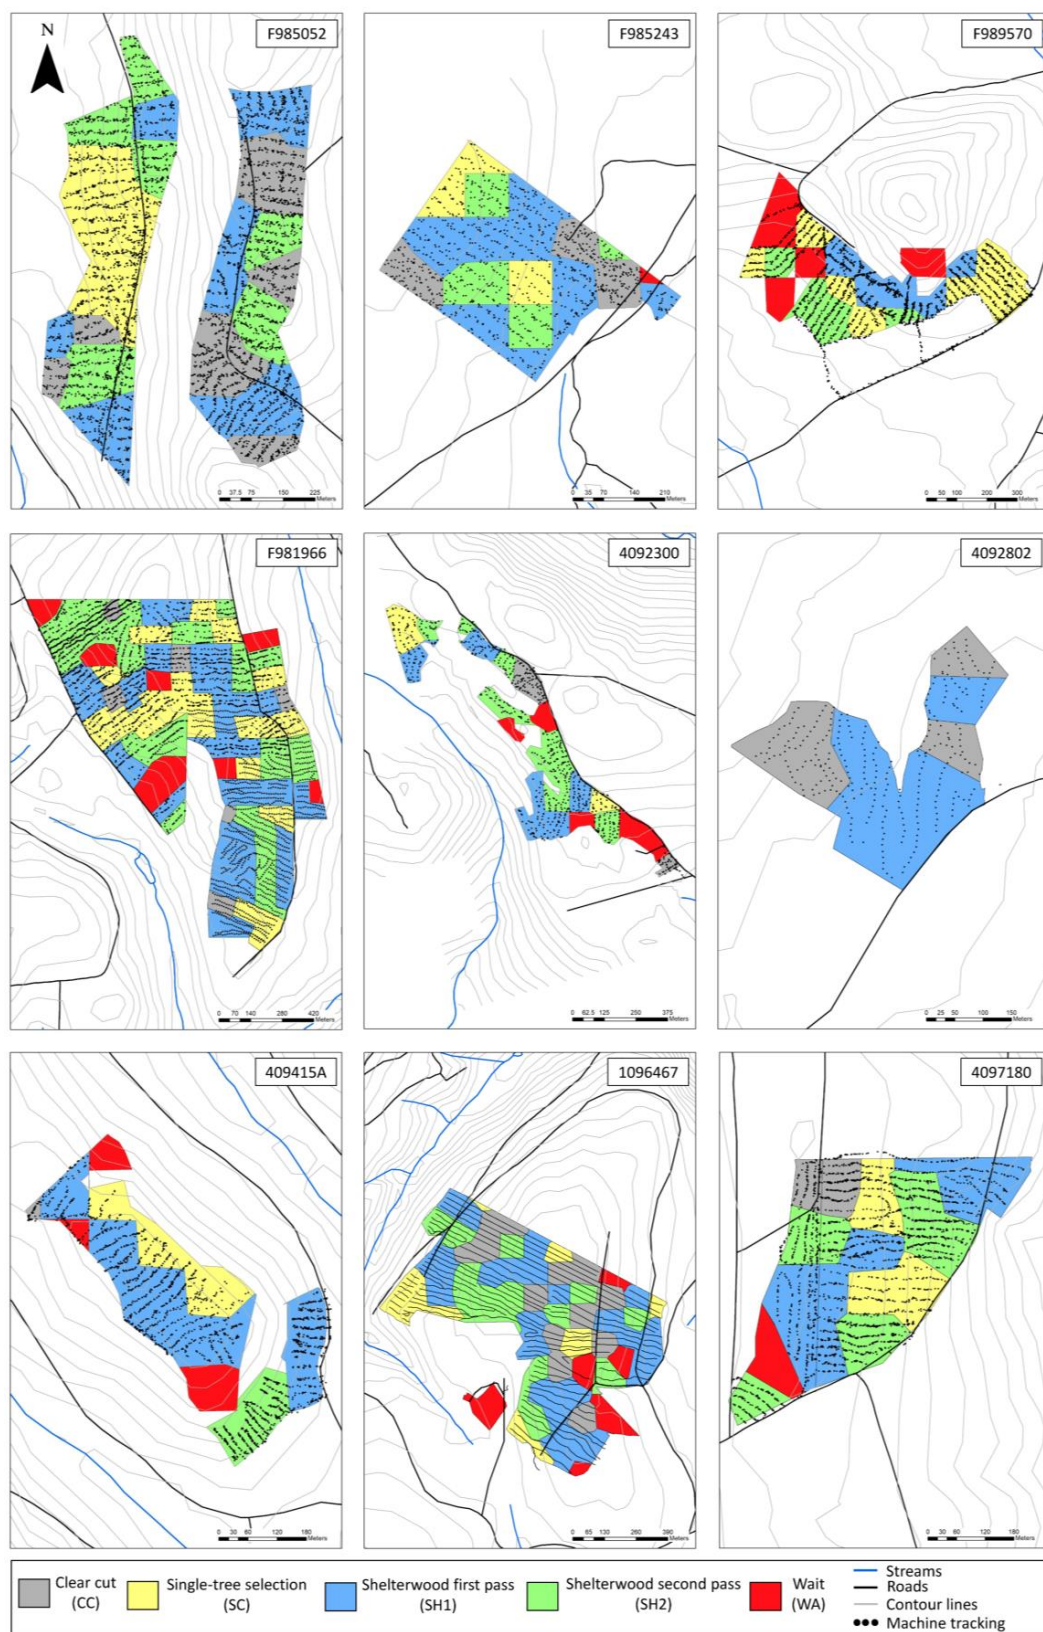 N
F985052
F985243
F989570
0 37.5 75 150 225
Meters
0 35 70 140 210
Meters
0 50 100 200 300
Meters
F981966
4092300
4092802
0 70 140 280 420
Meters
0 62.5 125 250 375
Meters
0 25 50 100 150
Meters
409415A
1096467
4097180
0 30 60 120 180
Meters
0 65 130 260 390
Meters
0 30 60 120 180
Meters
Clear cut
(CC)
Single-tree selection
(SC)
Shelterwood first pass
(SH1)
Shelterwood second pass
(SH2)
Wait
(WA)
Streams
Roads
Contour lines
Machine tracking